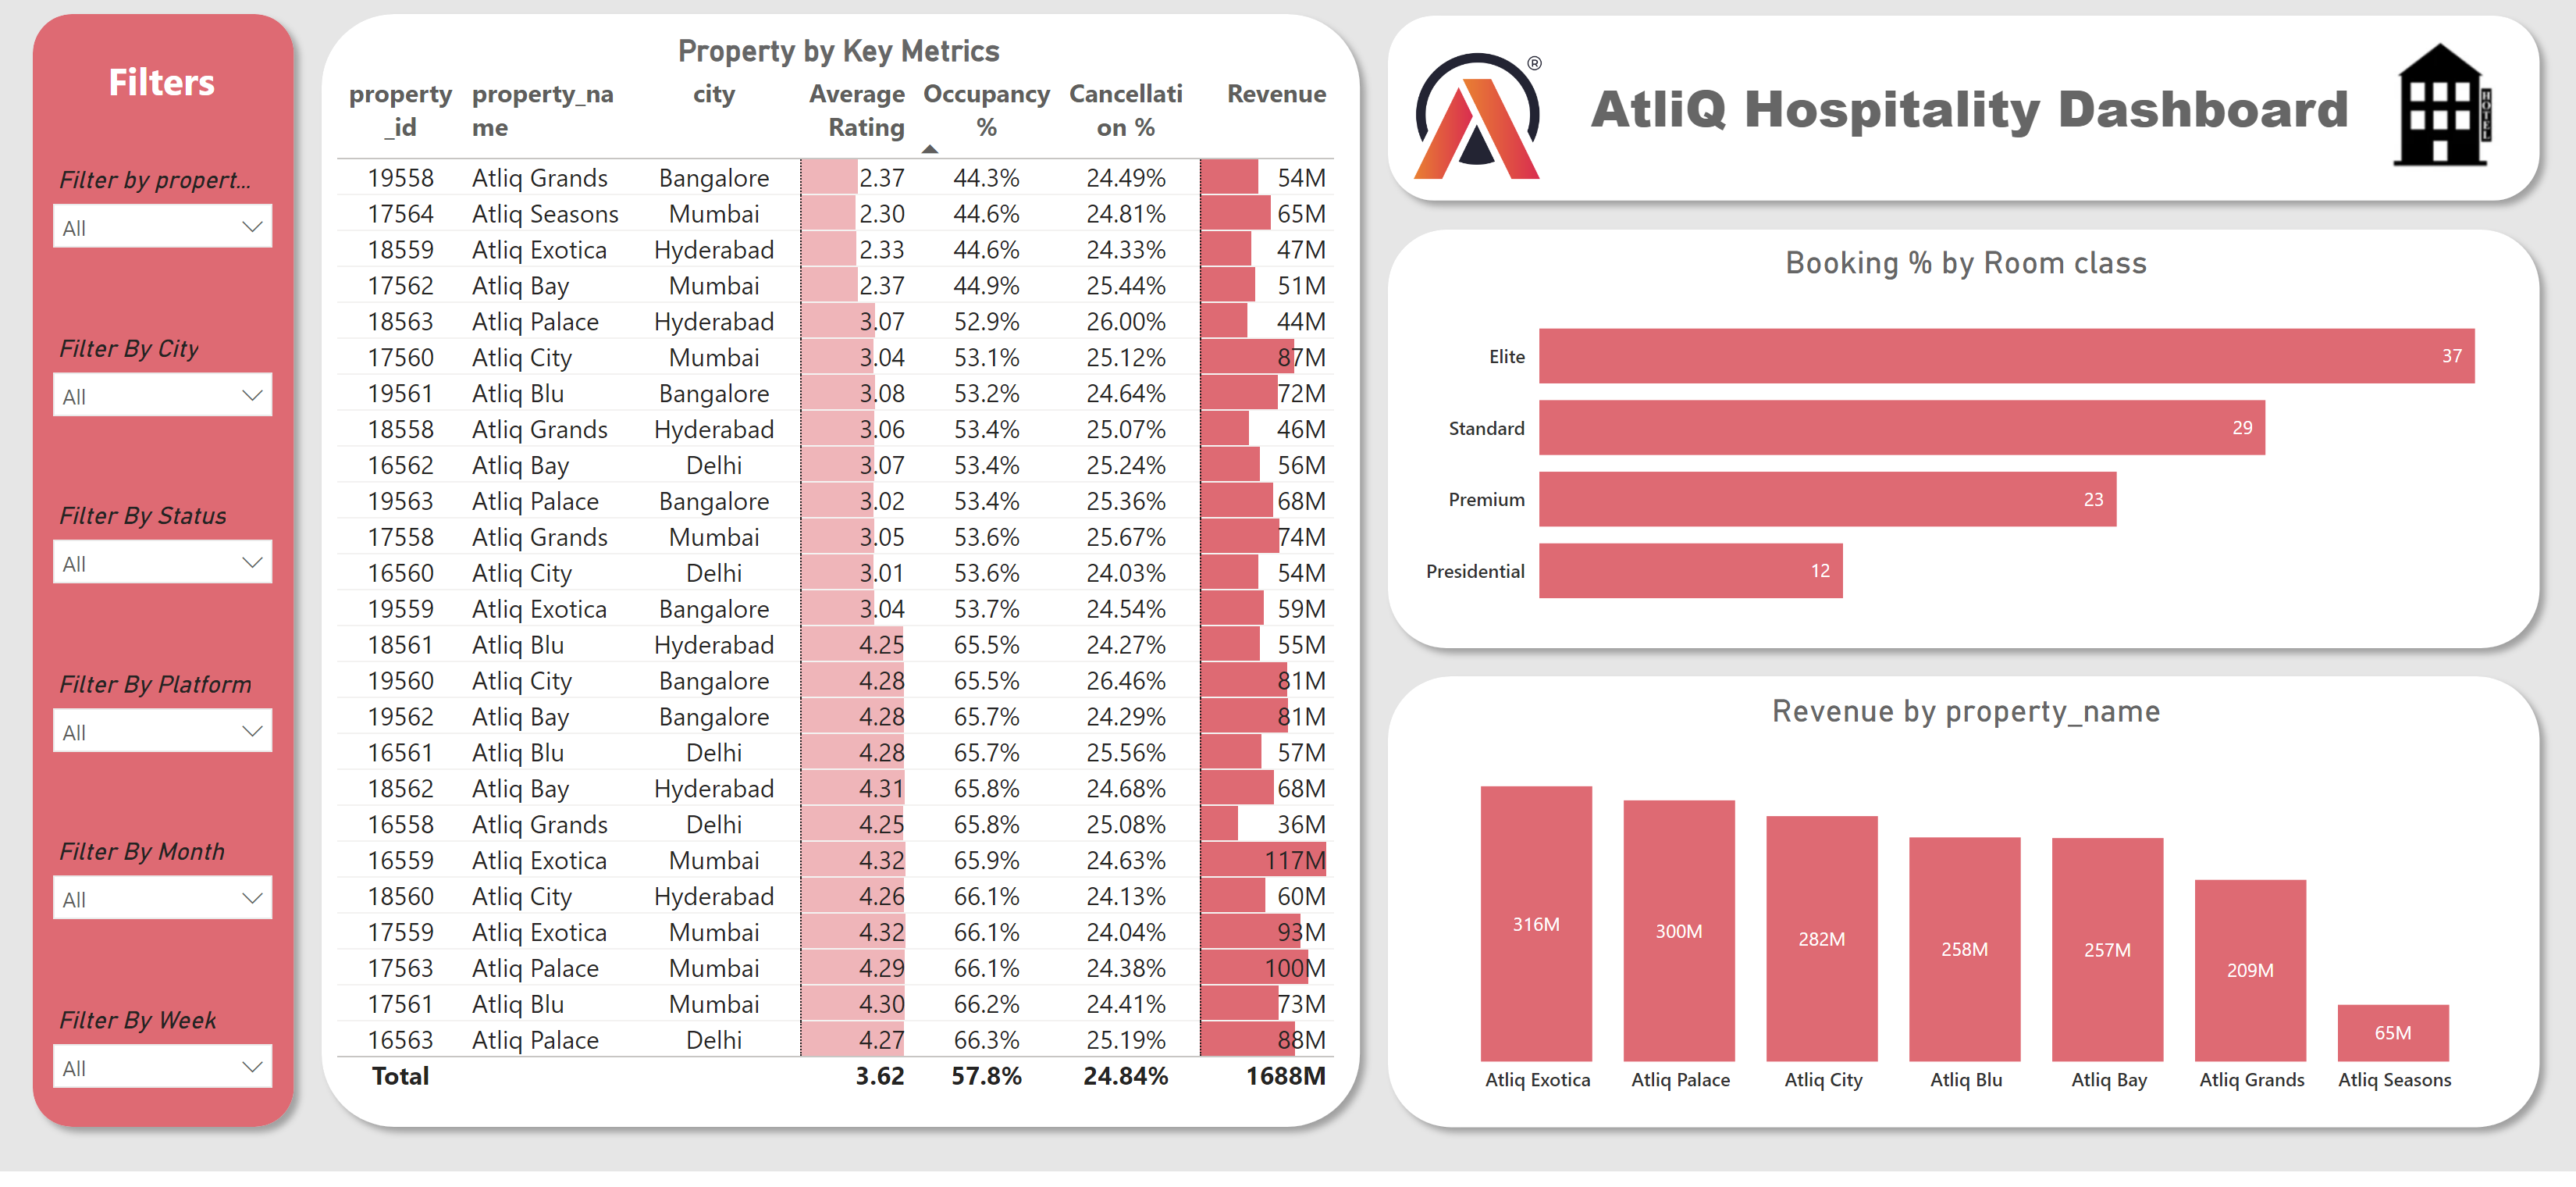 Filters
Filter by propert...
All
Filter By City
All
Filter By Status
All
Filter By Platform
All
Filter By Month
All
Filter By Week
All
Property by Key Metrics
property_id property_name city Average Rating Occupancy % Cancellation % Revenue
19558 Atliq Grands Bangalore 2.37 44.3% 24.49% 54M
17564 Atliq Seasons Mumbai 2.30 44.6% 24.81% 65M
18559 Atliq Exotica Hyderabad 2.33 44.6% 24.33% 47M
17562 Atliq Bay Mumbai 2.37 44.9% 25.44% 51M
18563 Atliq Palace Hyderabad 3.07 52.9% 26.00% 44M
17560 Atliq City Mumbai 3.04 53.1% 25.12% 87M
19561 Atliq Blu Bangalore 3.08 53.2% 24.64% 72M
18558 Atliq Grands Hyderabad 3.06 53.4% 25.07% 46M
16562 Atliq Bay Delhi 3.07 53.4% 25.24% 56M
19563 Atliq Palace Bangalore 3.02 53.4% 25.36% 68M
17558 Atliq Grands Mumbai 3.05 53.6% 25.67% 74M
16560 Atliq City Delhi 3.01 53.6% 24.03% 54M
19559 Atliq Exotica Bangalore 3.04 53.7% 24.54% 59M
18561 Atliq Blu Hyderabad 4.25 65.5% 24.27% 55M
19560 Atliq City Bangalore 4.28 65.5% 26.46% 81M
19562 Atliq Bay Bangalore 4.28 65.7% 24.29% 81M
16561 Atliq Blu Delhi 4.28 65.7% 25.56% 57M
18562 Atliq Bay Hyderabad 4.31 65.8% 24.68% 68M
16558 Atliq Grands Delhi 4.25 65.8% 25.08% 36M
16559 Atliq Exotica Mumbai 4.32 65.9% 24.63% 117M
18560 Atliq City Hyderabad 4.26 66.1% 24.13% 60M
17559 Atliq Exotica Mumbai 4.32 66.1% 24.04% 93M
17563 Atliq Palace Mumbai 4.29 66.1% 24.38% 100M
17561 Atliq Blu Mumbai 4.30 66.2% 24.41% 73M
16563 Atliq Palace Delhi 4.27 66.3% 25.19% 88M
Total 3.62 57.8% 24.84% 1688M
®
AtliQ Hospitality Dashboard
HOTEL
Booking % by Room class
Elite 37
Standard 29
Premium 23
Presidential 12
Revenue by property_name
316M 300M 282M 258M 257M 209M 65M
Atliq Exotica Atliq Palace Atliq City Atliq Blu Atliq Bay Atliq Grands Atliq Seasons